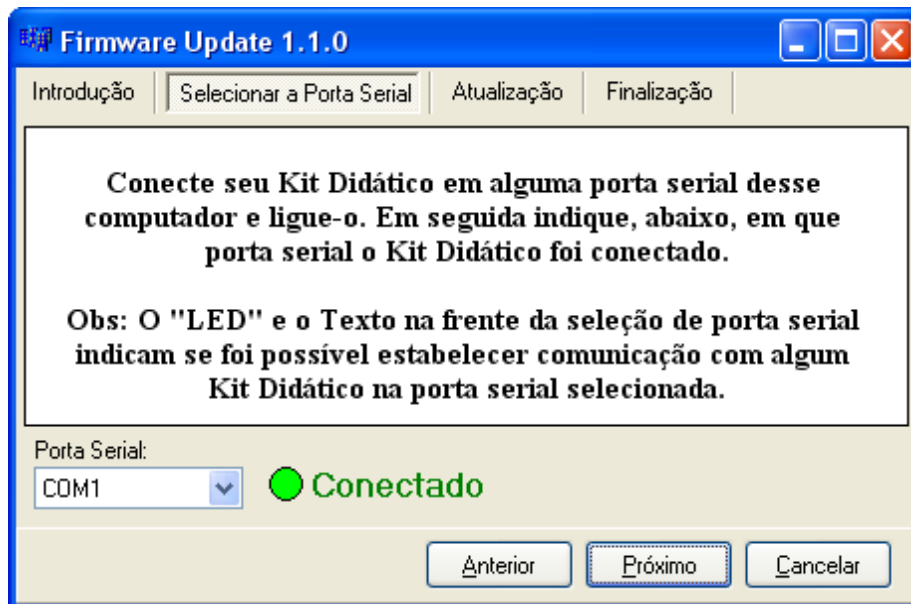 Firmware Update 1.1.0
Introdução Selecionar a Porta Serial Atualização Finalização
Conecte seu Kit Didático em alguma porta serial desse
computador e ligue-o. Em seguida indique, abaixo, em que
porta serial o Kit Didático foi conectado.
Obs: O "LED" e o Texto na frente da seleção de porta serial
indicam se foi possível estabelecer comunicação com algum
Kit Didático na porta serial selecionada.
Porta Serial:
COM1 Conectado
Anterior Próximo Cancelar